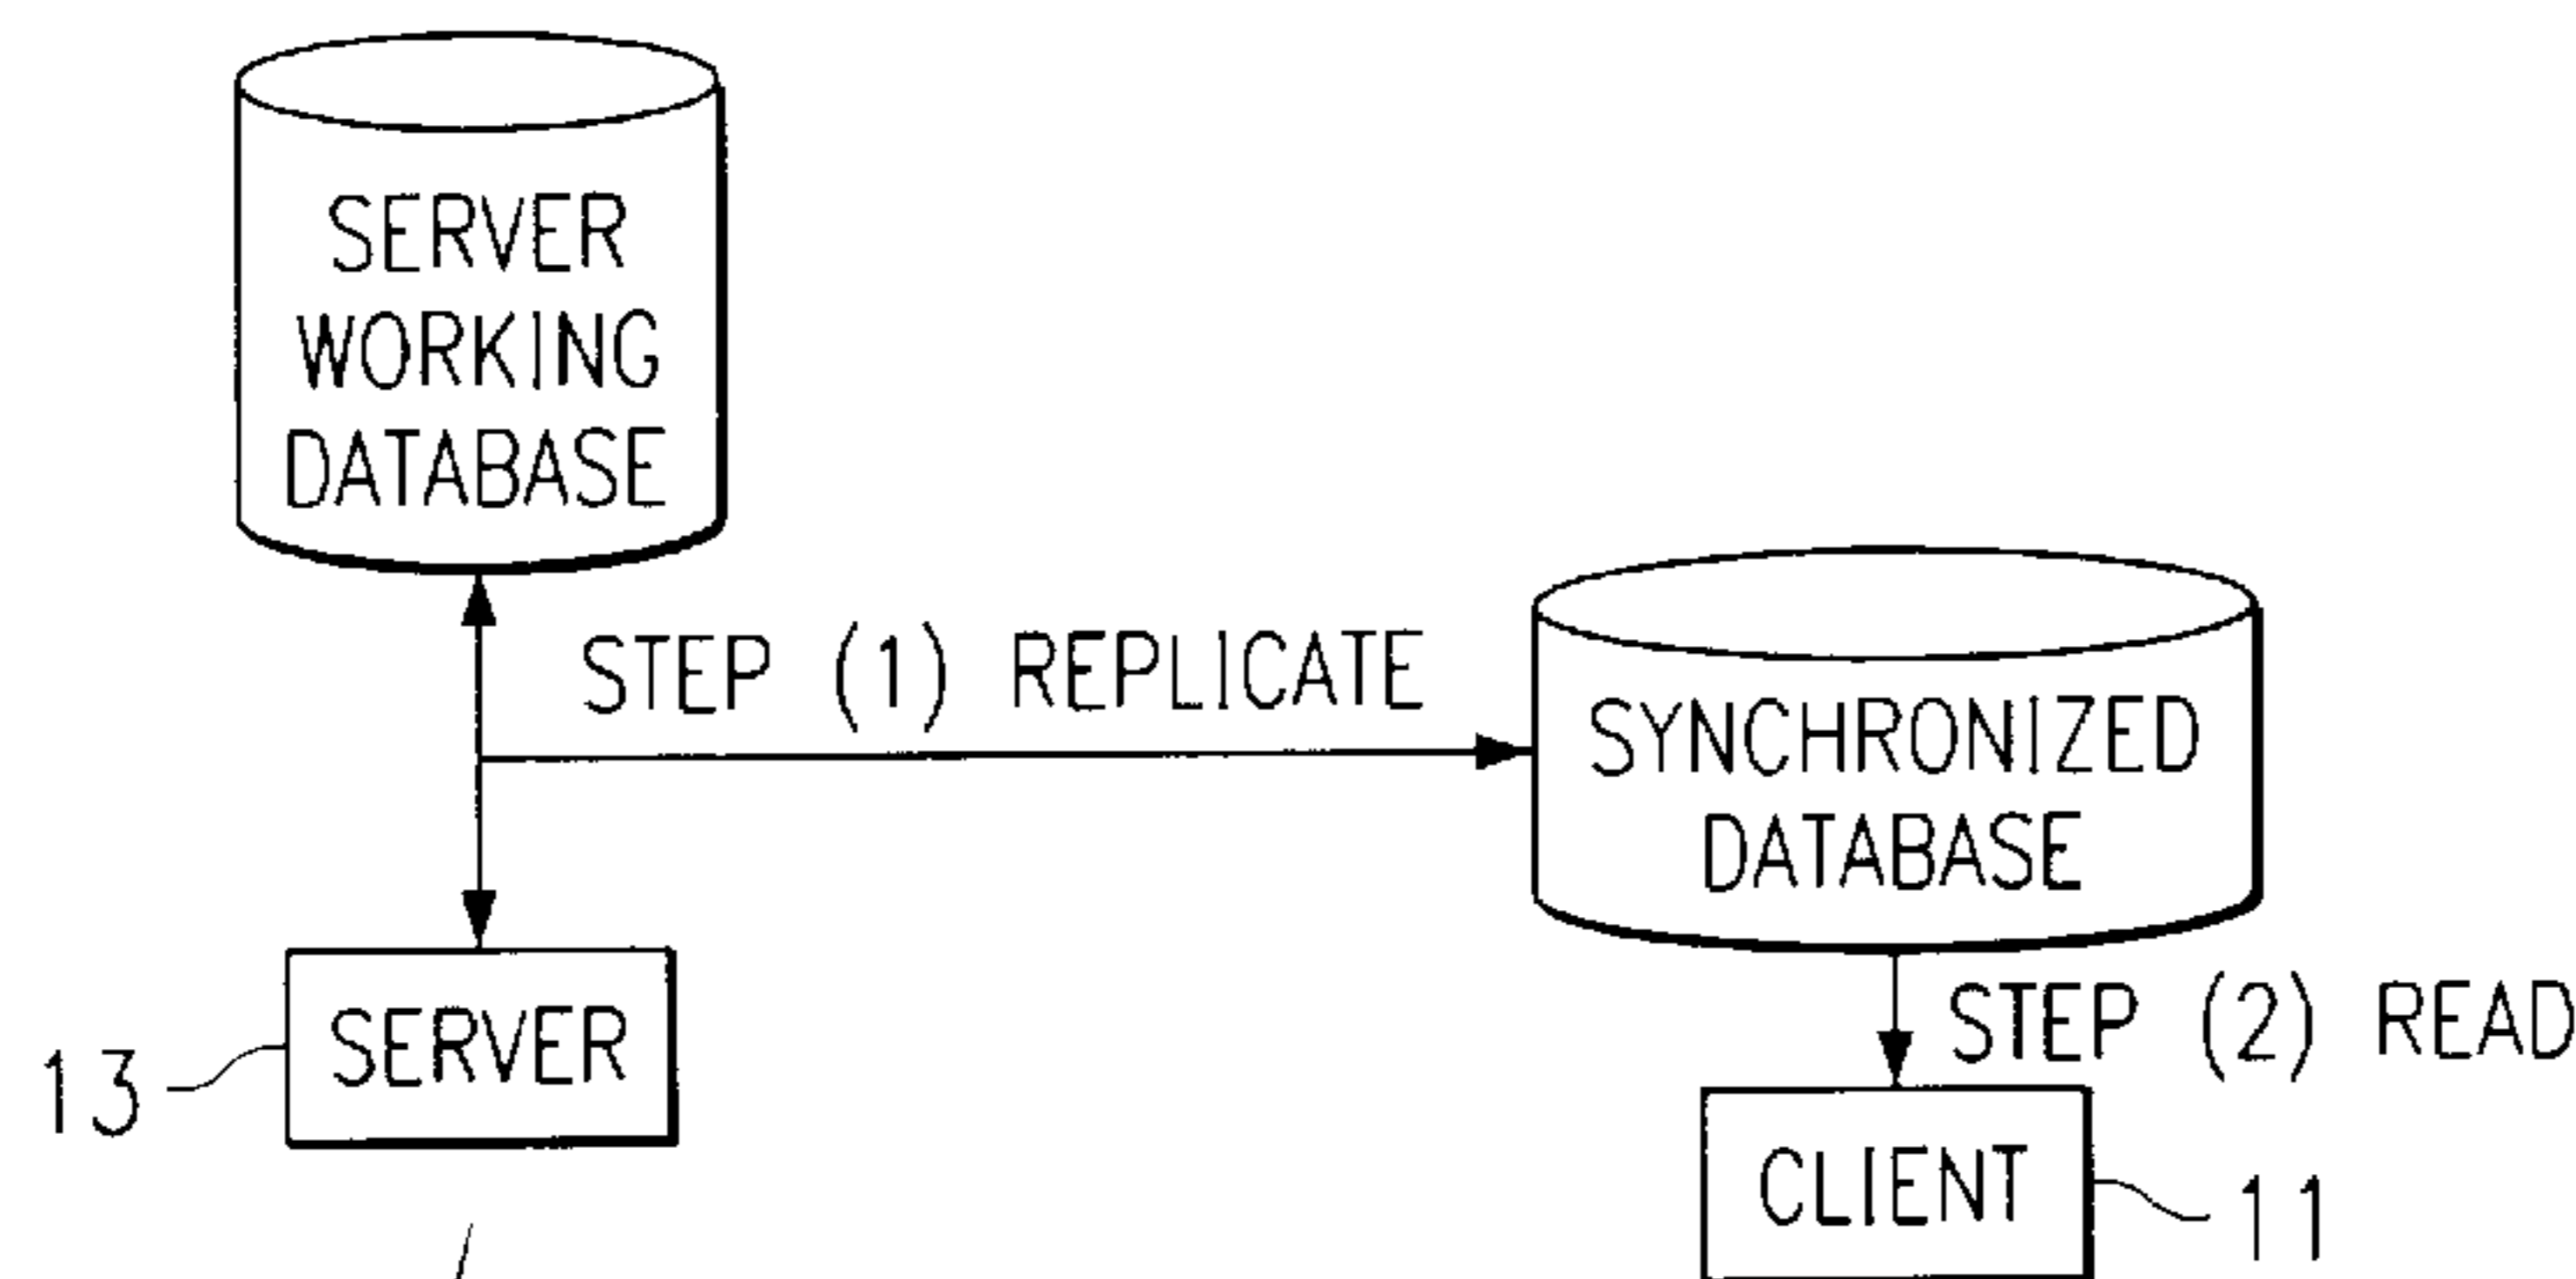 SERVER
WORKING
DATABASE
STEP (1) REPLICATE
SYNCHRONIZED
DATABASE
SERVER
13
STEP (2) READ
CLIENT
11